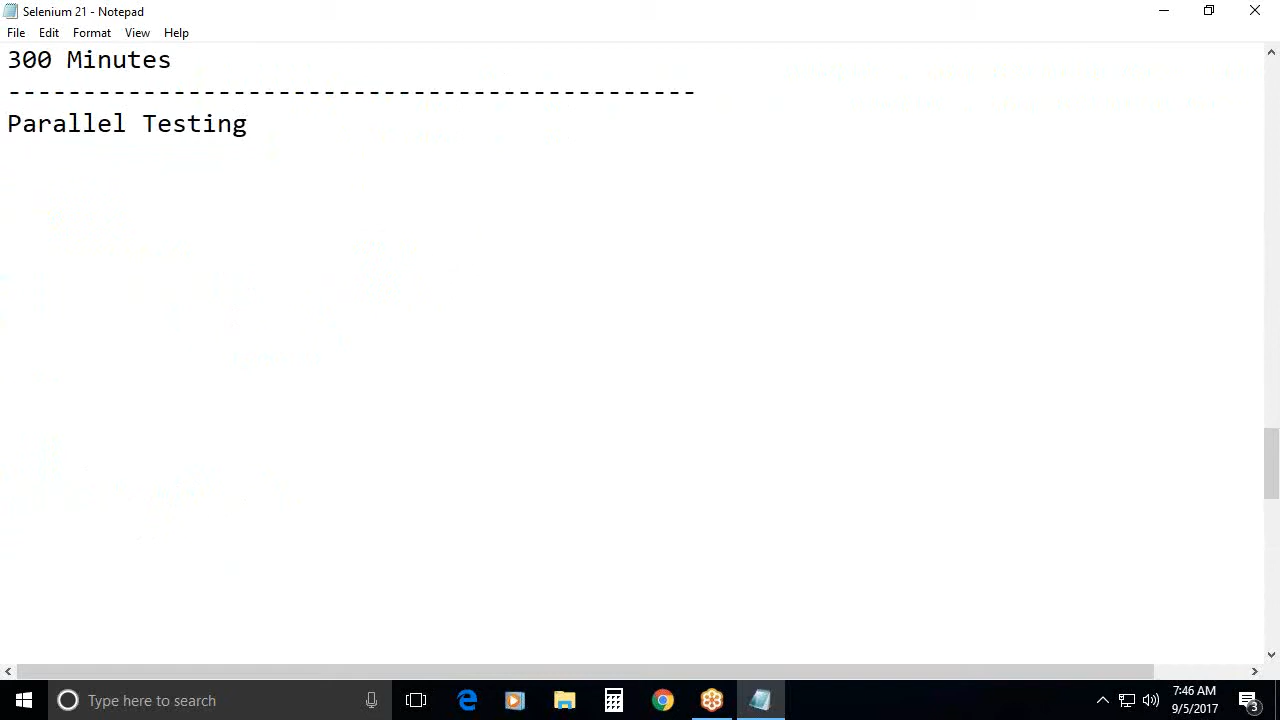 Selenium 21 - Notepad
File Edit Format View Help
300 Minutes
-----------------------------------------------
Parallel Testing
Type here to search
7:46 AM
9/5/2017
3